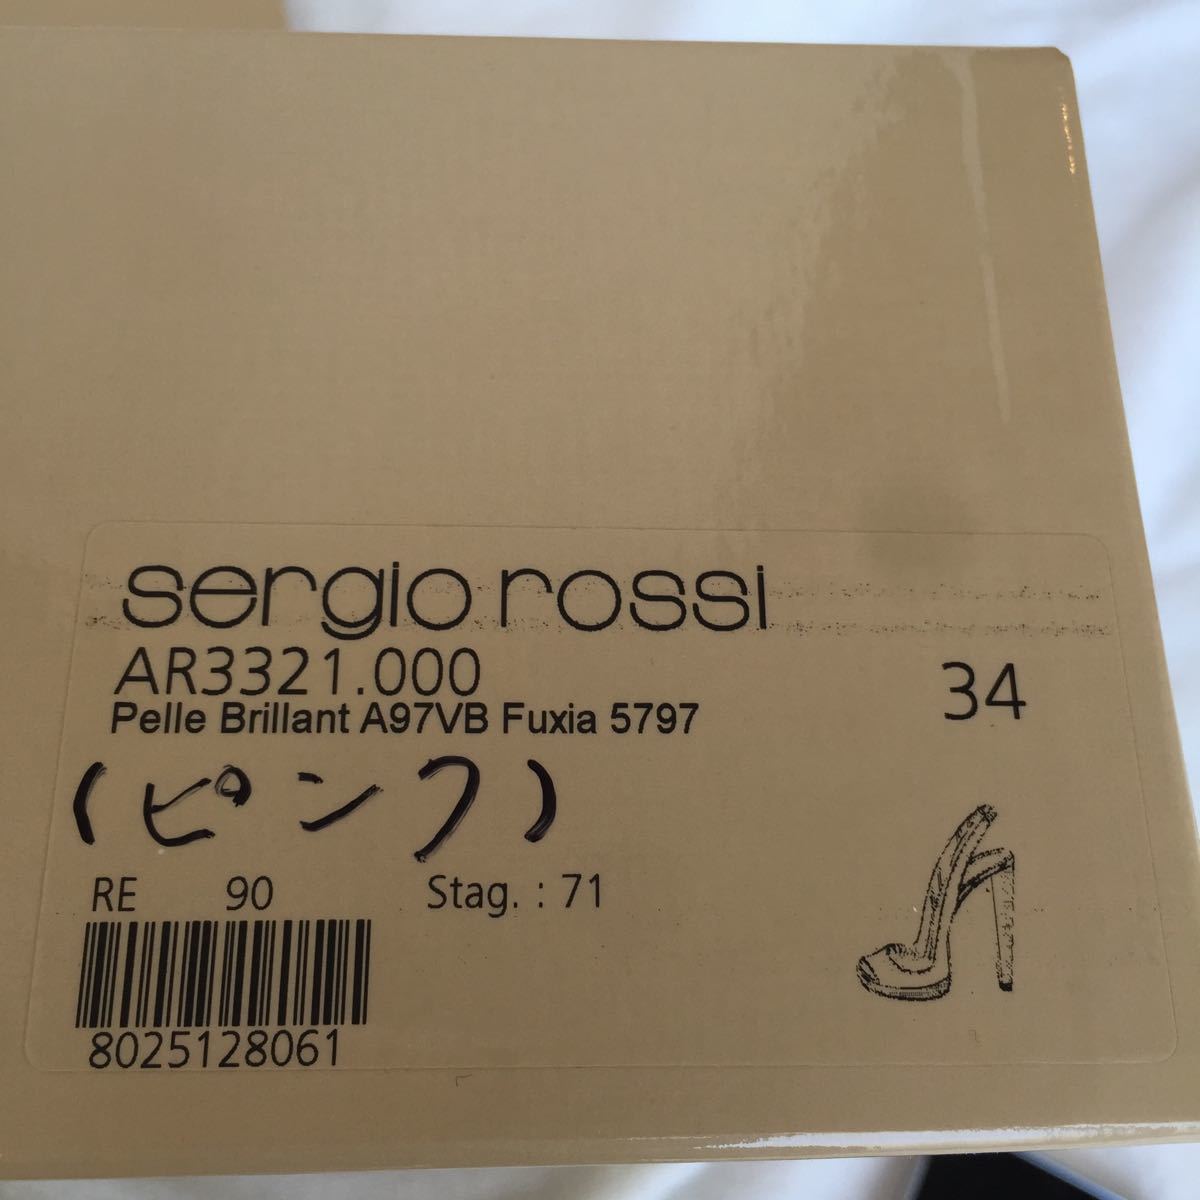 sergio rossi
AR3321.000 34
Pelle Brillant A97VB Fuxia 5797
(ピンク)
RE 90 Stag. : 71
8025128061